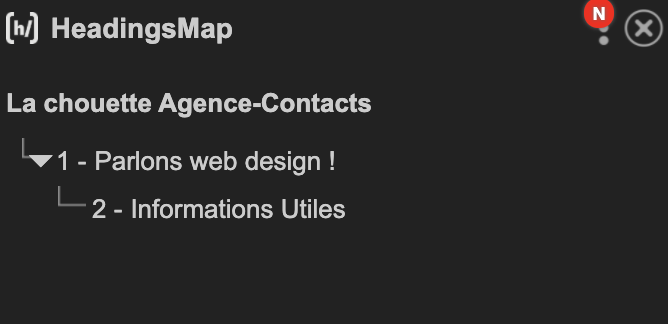 [h/] HeadingsMap
N
La chouette Agence-Contacts
1 - Parlons web design !
2 - Informations Utiles